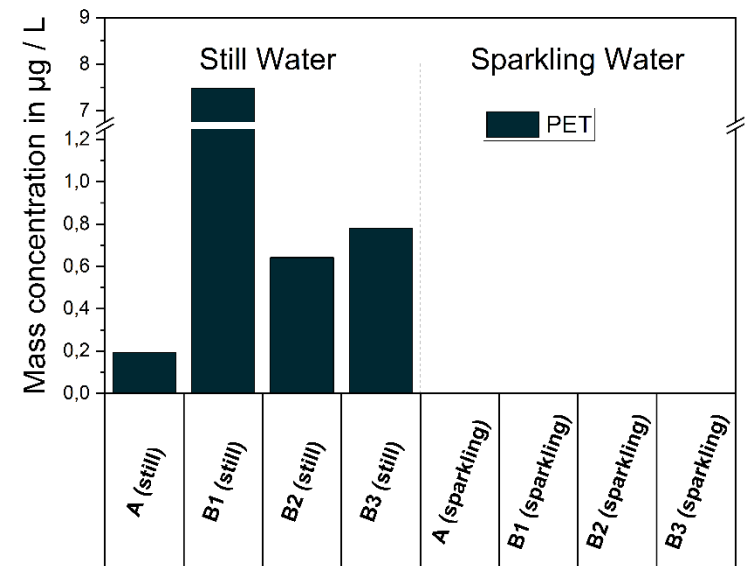 Mass concentration in µg / L
9
8
7
1,2
1,0
0,8
0,6
0,4
0,2
0,0
Still Water
Sparkling Water
PET
A (still)
B1 (still)
B2 (still)
B3 (still)
A (sparkling)
B1 (sparkling)
B2 (sparkling)
B3 (sparkling)